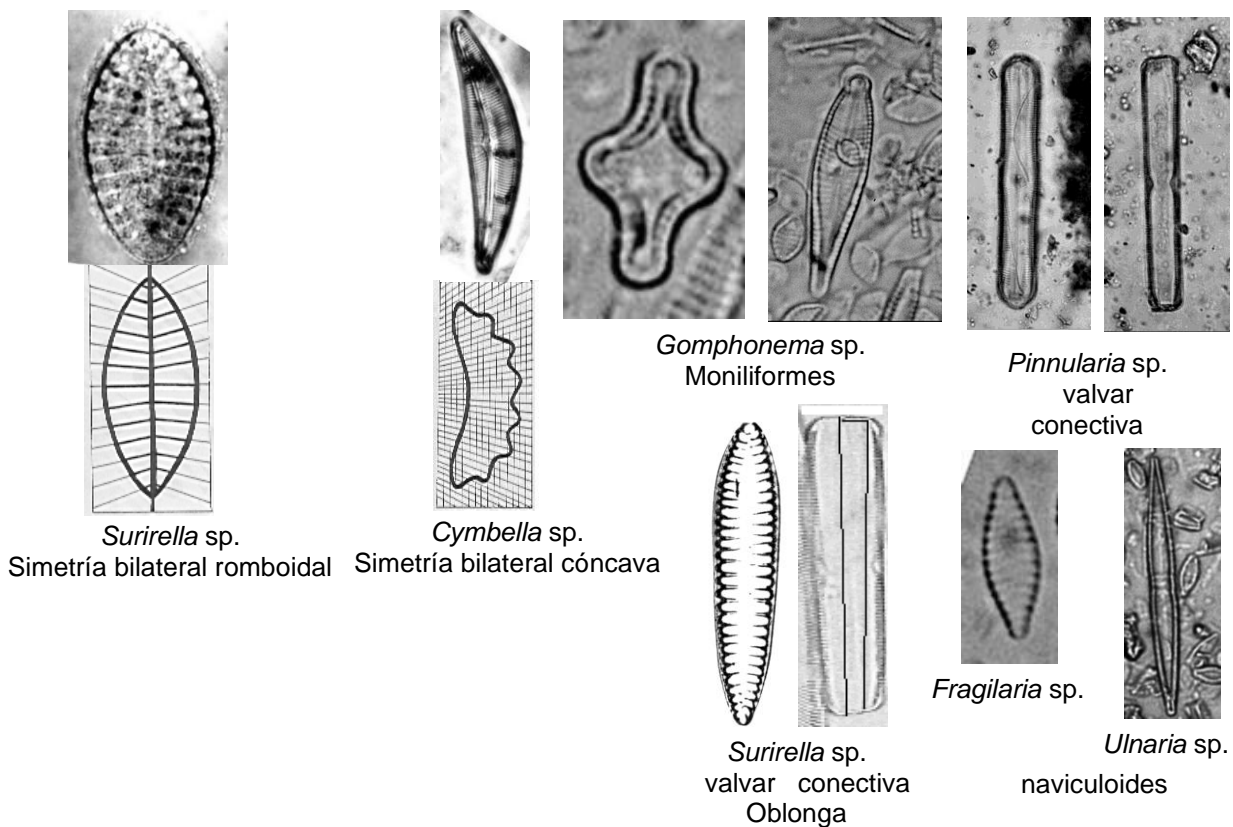 Surirella sp.
Simetría bilateral romboidal
Cymbella sp.
Simetría bilateral cóncava
Gomphonema sp.
Moniliformes
Pinnularia sp.
valvar
conectiva
Surirella sp.
valvar conectiva
Oblonga
Fragilaria sp.
Ulnaria sp.
naviculoides